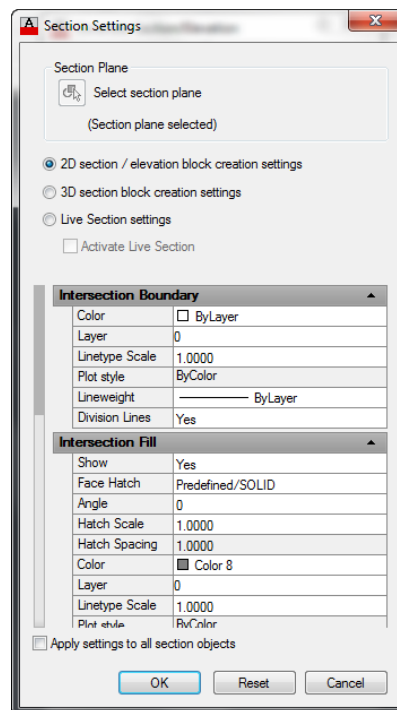 Section Settings
Section Plane
Select section plane
(Section plane selected)
2D section / elevation block creation settings
3D section block creation settings
Live Section settings
Activate Live Section
Intersection Boundary
Color ByLayer
Layer 0
Linetype Scale 1.0000
Plot style ByColor
Lineweight ByLayer
Division Lines Yes
Intersection Fill
Show Yes
Face Hatch Predefined/SOLID
Angle 0
Hatch Scale 1.0000
Hatch Spacing 1.0000
Color Color 8
Layer 0
Linetype Scale 1.0000
Plot style ByColor
Apply settings to all section objects
OK Reset Cancel